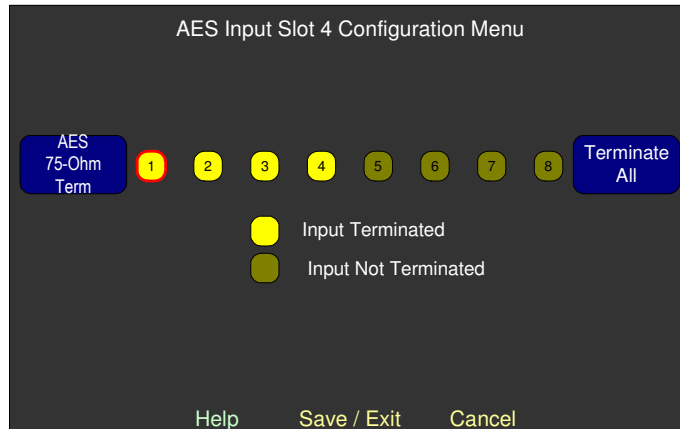 AES Input Slot 4 Configuration Menu
AES
75-Ohm
Term
1 2 3 4 5 6 7 8
Terminate
All
Input Terminated
Input Not Terminated
Help Save / Exit Cancel